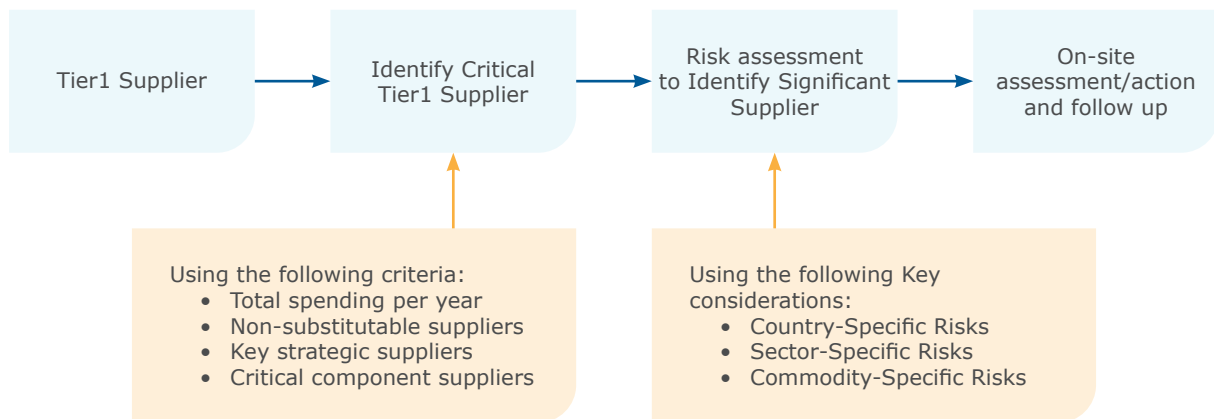 Tier1 Supplier
Identify Critical
Tier1 Supplier
Risk assessment
to Identify Significant
Supplier
On-site
assessment/action
and follow up
Using the following criteria:
• Total spending per year
• Non-substitutable suppliers
• Key strategic suppliers
• Critical component suppliers
Using the following Key
considerations:
• Country-Specific Risks
• Sector-Specific Risks
• Commodity-Specific Risks